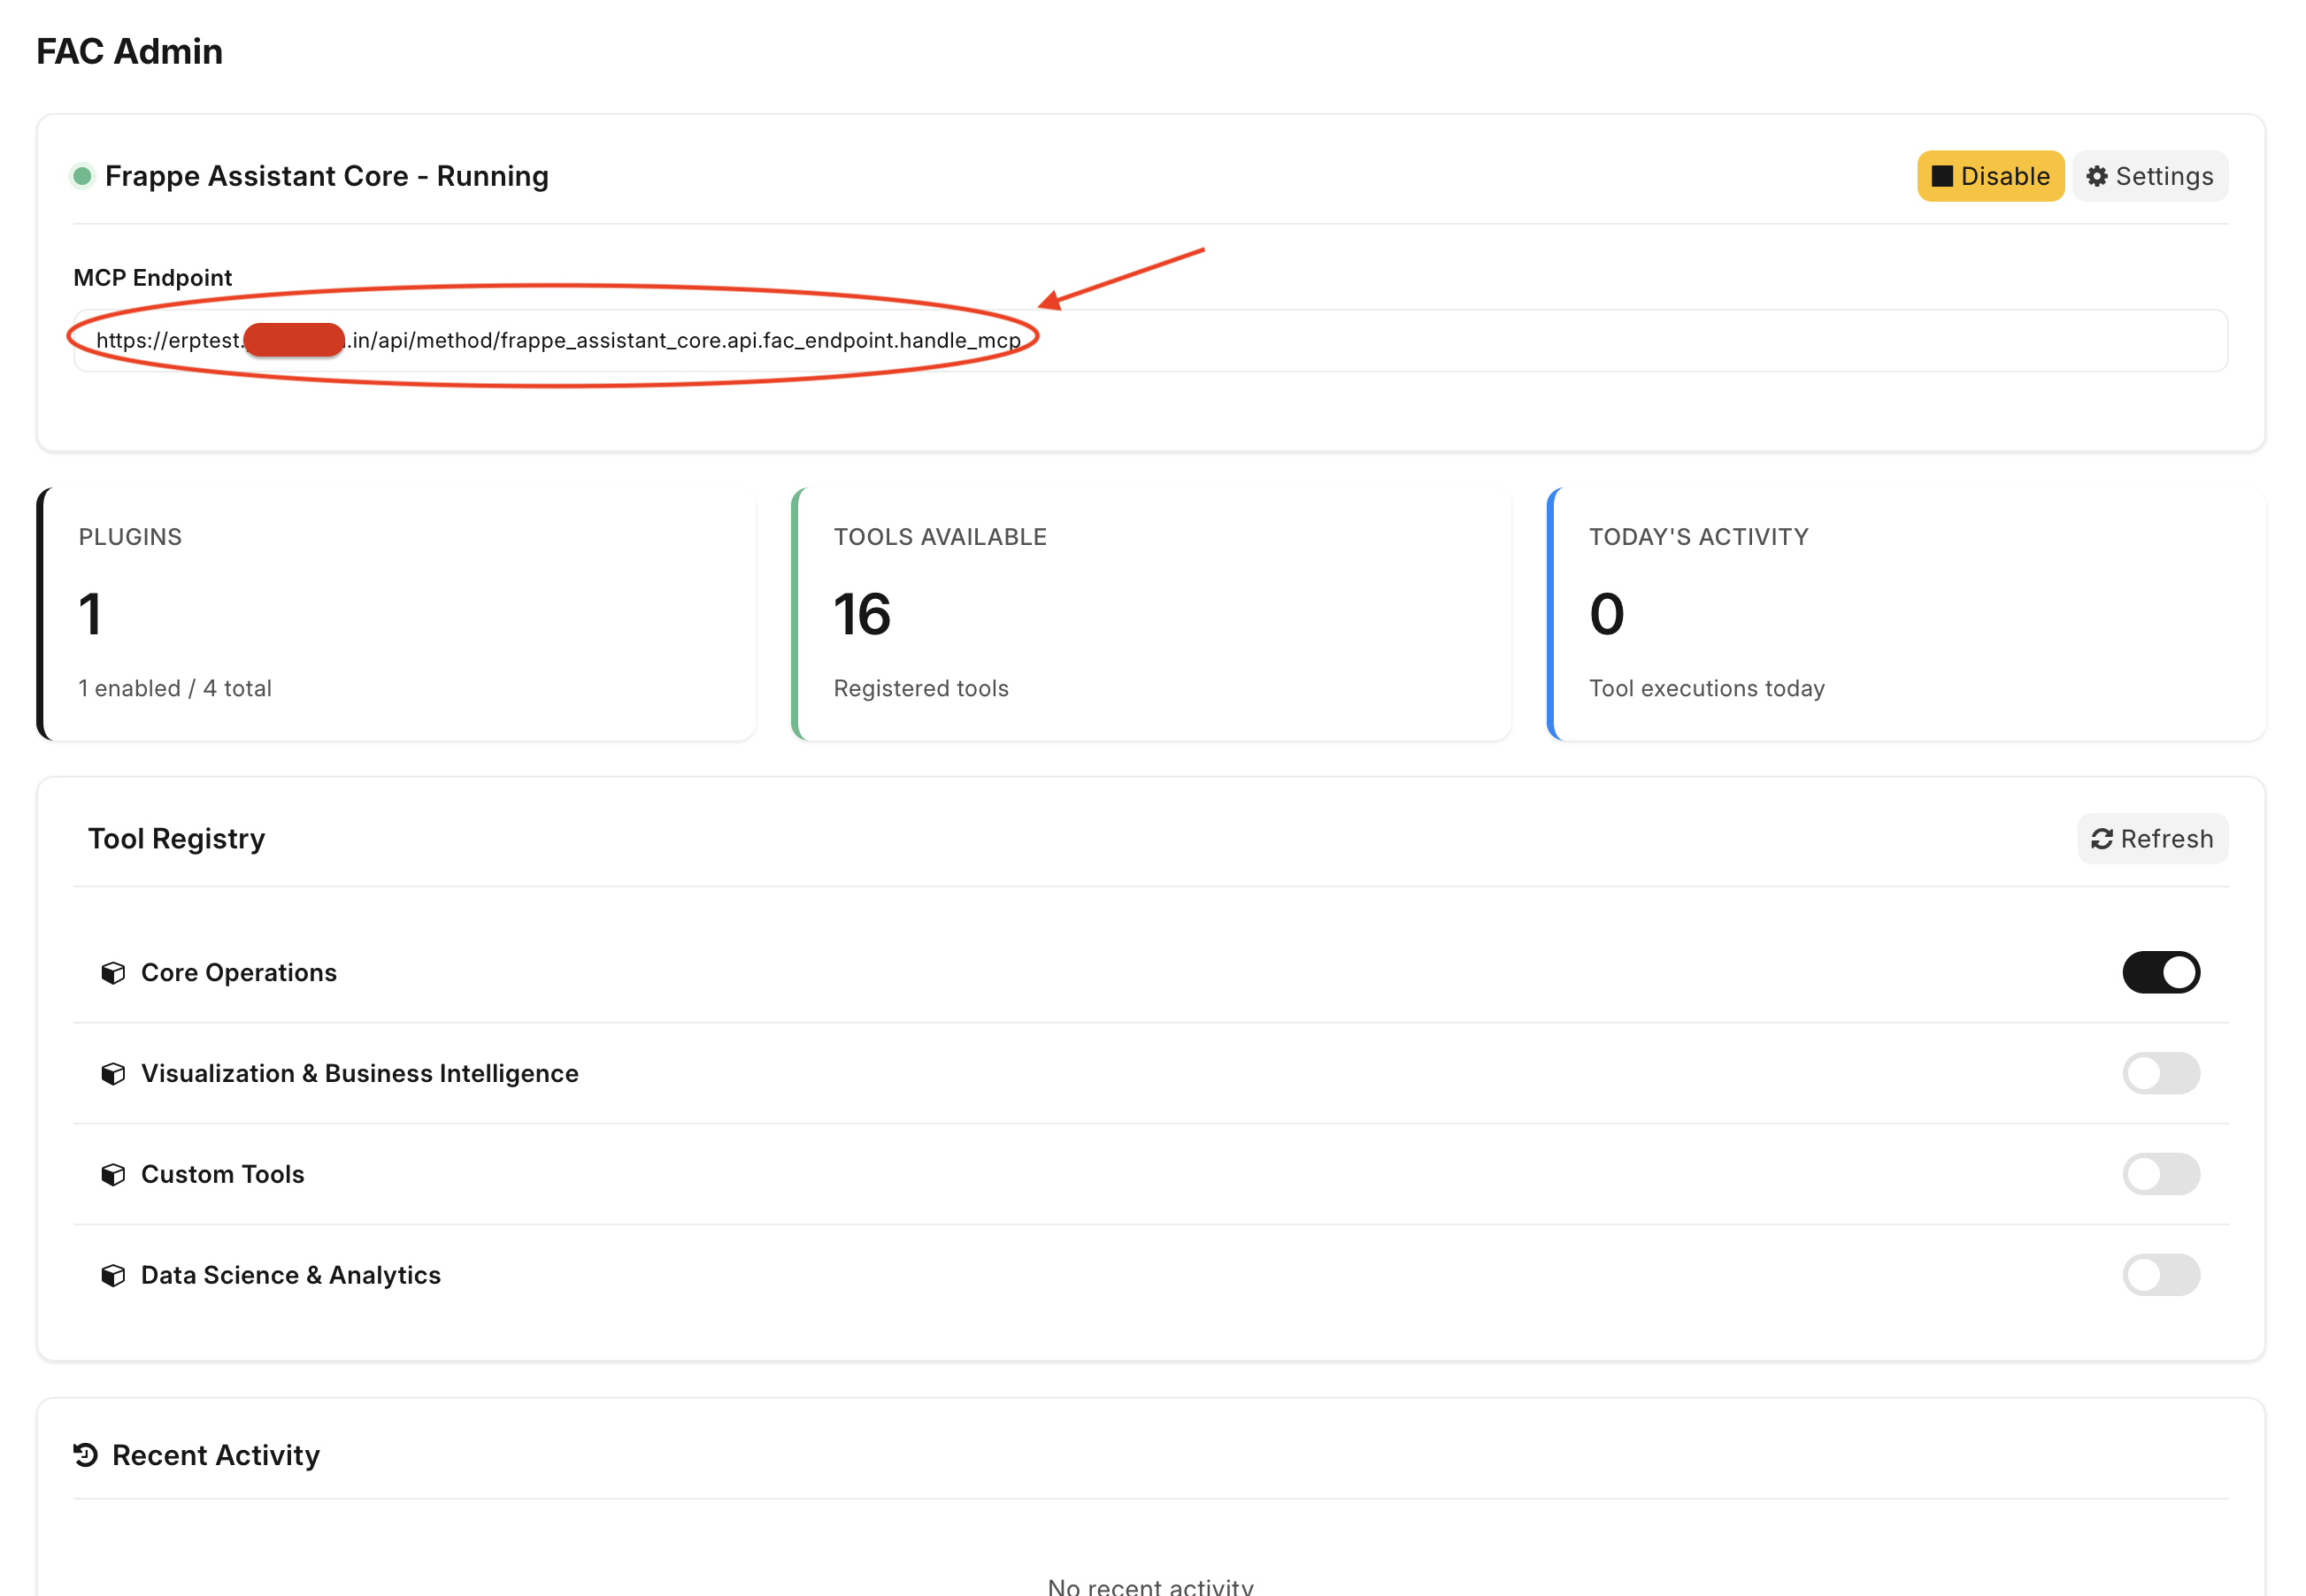 FAC Admin
Frappe Assistant Core - Running
Disable
Settings
MCP Endpoint
https://erptest. .in/api/method/frappe_assistant_core.api.fac_endpoint.handle_mcp
PLUGINS
1
1 enabled / 4 total
TOOLS AVAILABLE
16
Registered tools
TODAY'S ACTIVITY
0
Tool executions today
Tool Registry
Refresh
Core Operations
Visualization & Business Intelligence
Custom Tools
Data Science & Analytics
Recent Activity
No recent activity